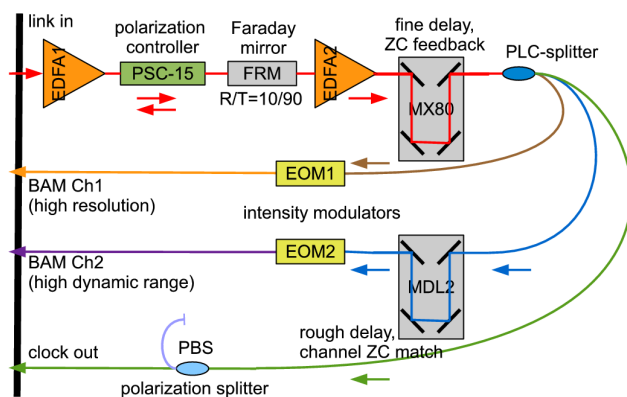 link in
EDFA1
polarization
controller
PSC-15
Faraday
mirror
FRM
R/T=10/90
EDFA2
fine delay,
ZC feedback
MX80
PLC-splitter
EOM1
BAM Ch1
(high resolution)
intensity modulators
EOM2
BAM Ch2
(high dynamic range)
MDL2
rough delay,
channel ZC match
clock out
PBS
polarization splitter